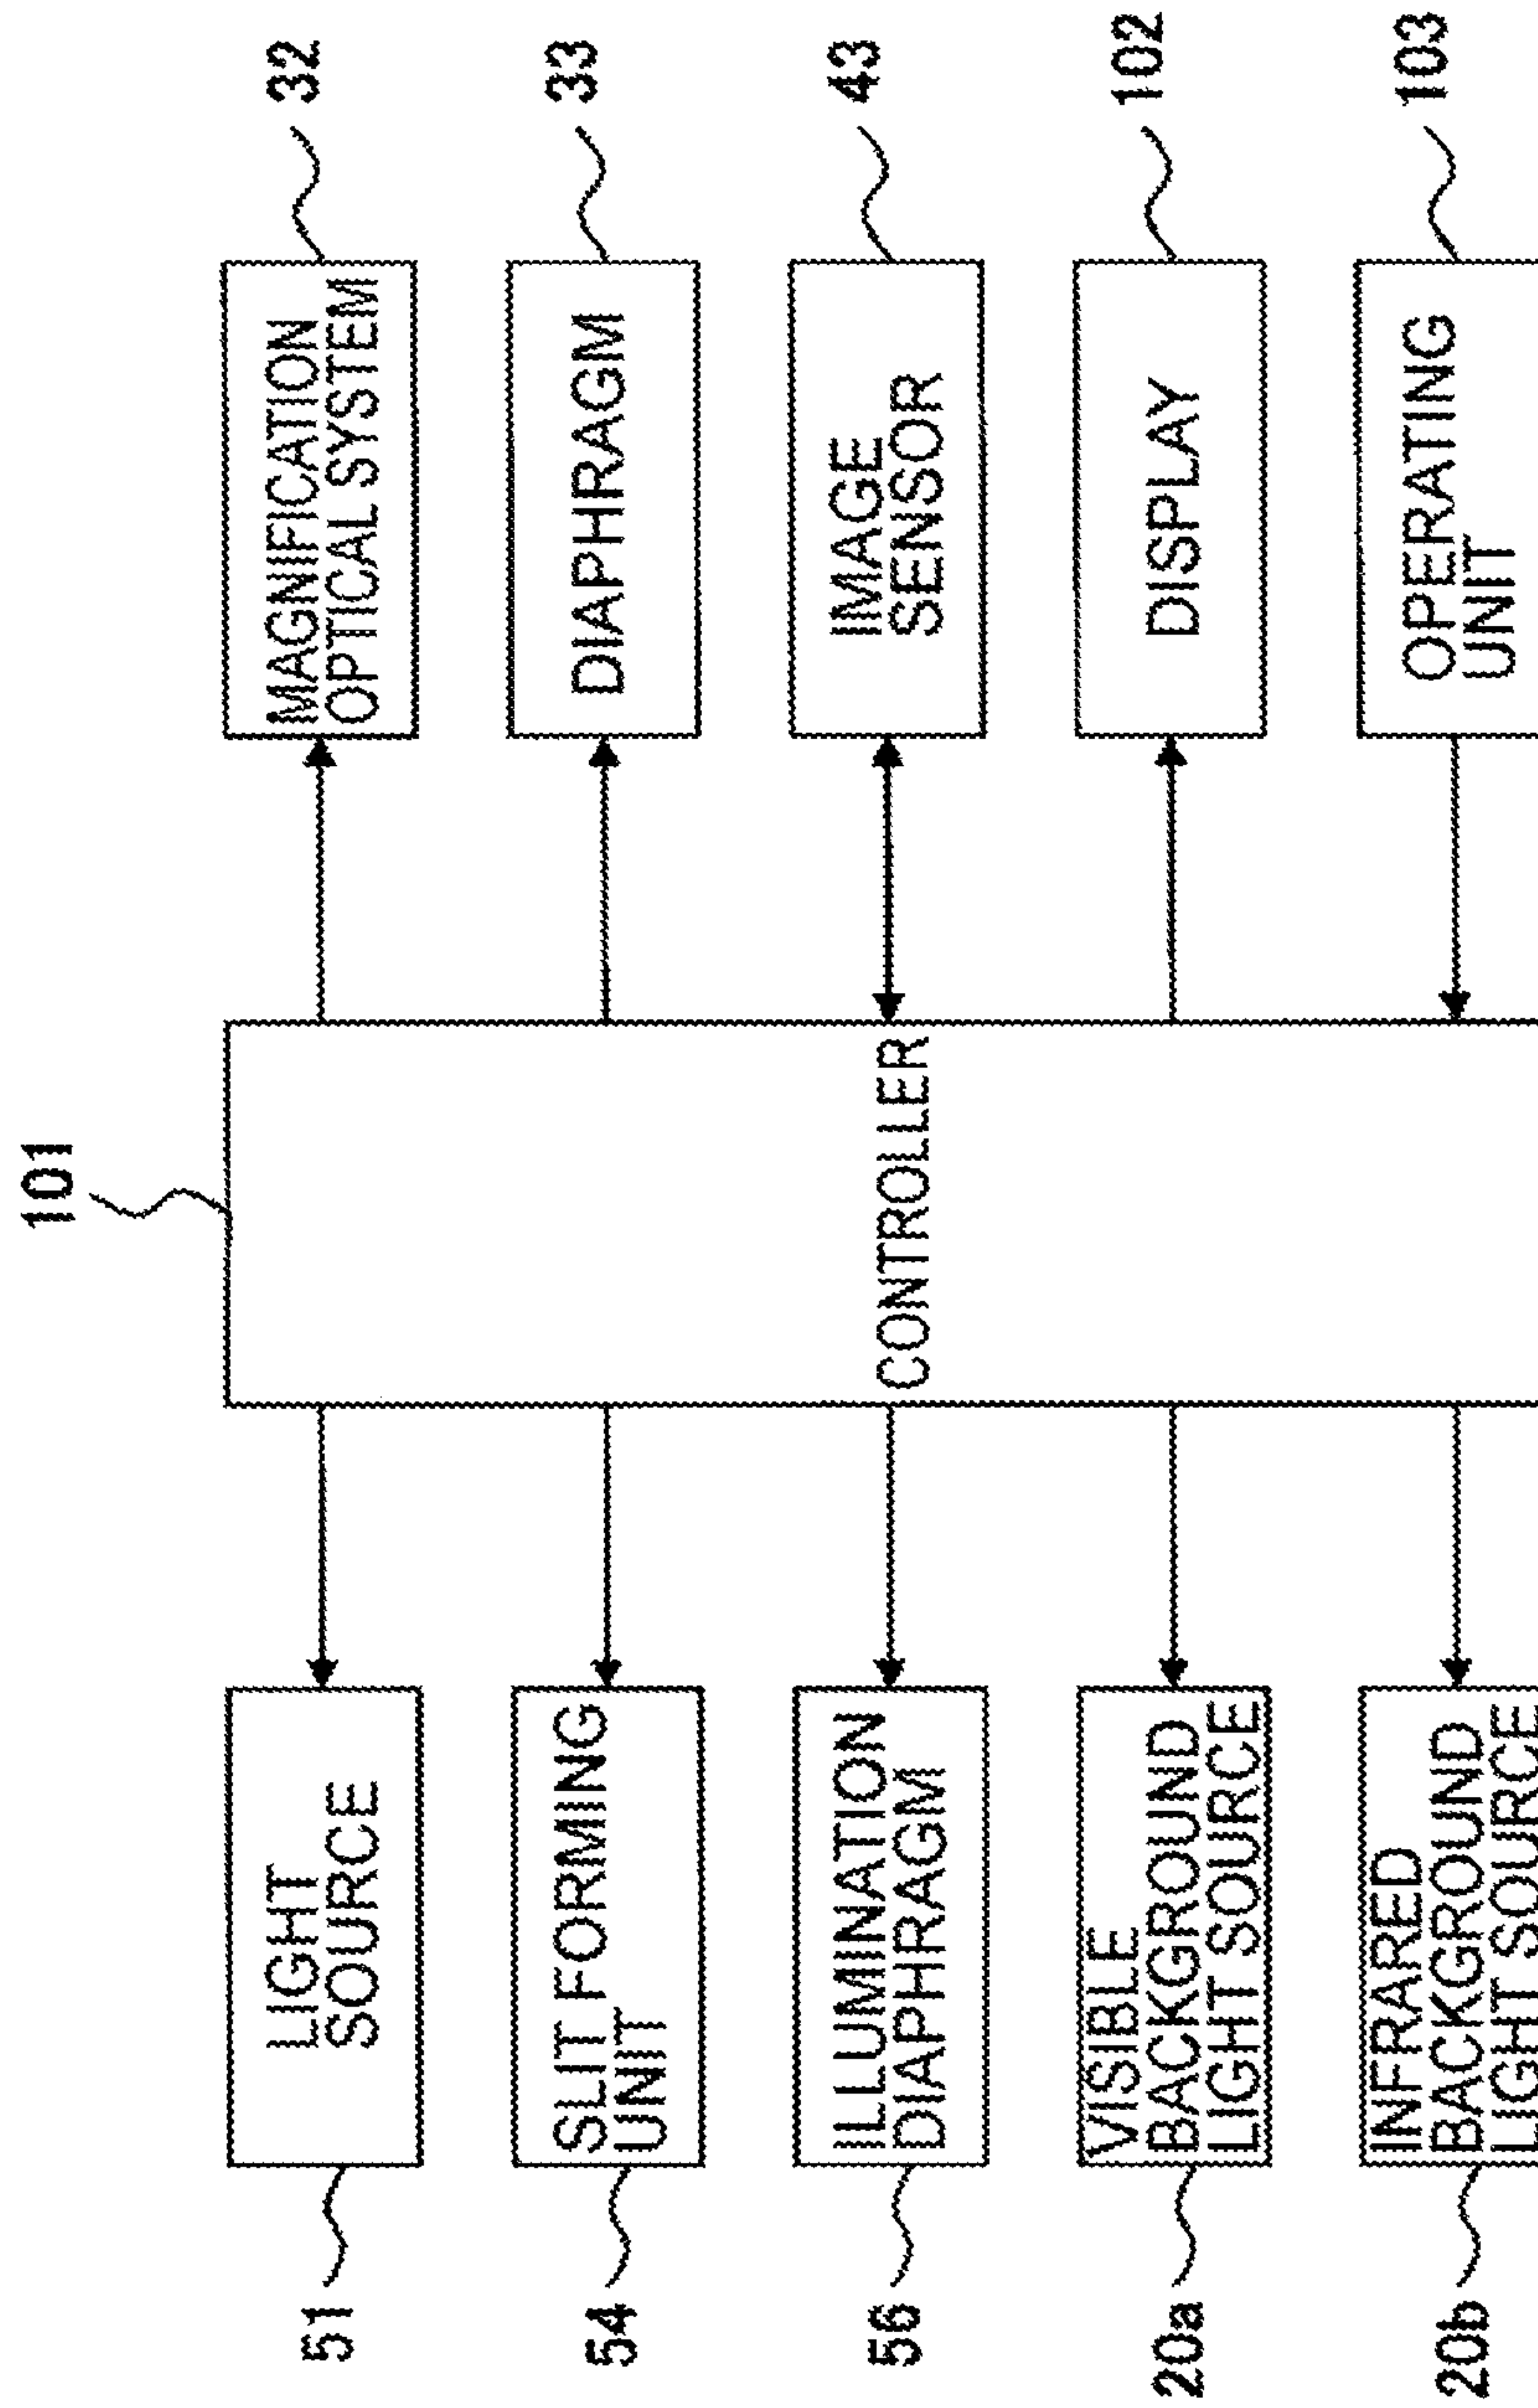 101
51
LIGHT
SOURCE
54
SLIT FORMING
UNIT
56
ILLUMINATION
DIAPHRAGM
20a
VISIBLE
BACKGROUND
LIGHT SOURCE
20b
INFRARED
BACKGROUND
LIGHT SOURCE
CONTROLLER
MAGNIFICATION
OPTICAL SYSTEM
32
DIAPHRAGM
33
IMAGE
SENSOR
43
DISPLAY
102
OPERATING
UNIT
103